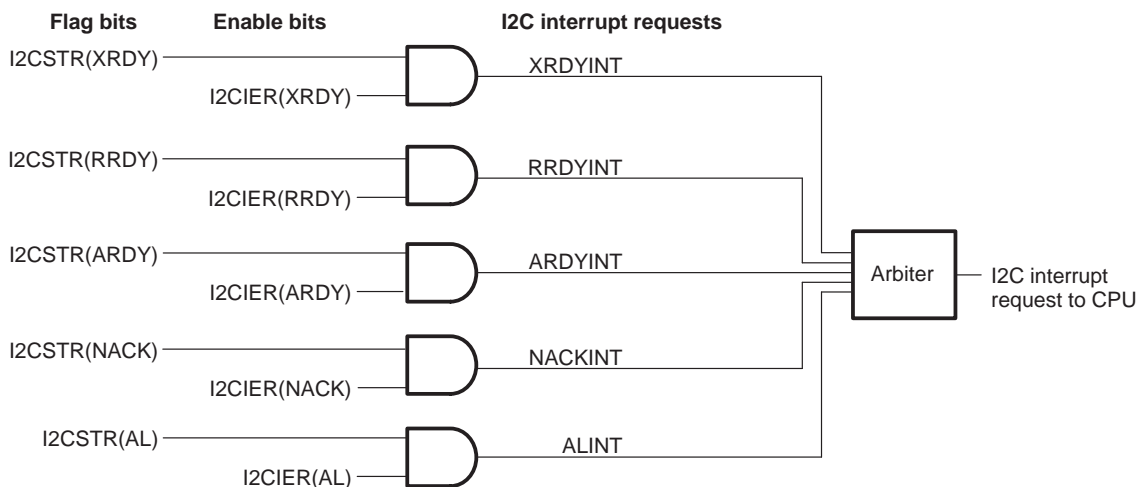 Flag bits Enable bits I2C interrupt requests
I2CSTR(XRDY)
XRDYINT
I2CIER(XRDY)
I2CSTR(RRDY)
RRDYINT
I2CIER(RRDY)
I2CSTR(ARDY)
ARDYINT
I2CIER(ARDY)
Arbiter
I2C interrupt
request to CPU
I2CSTR(NACK)
NACKINT
I2CIER(NACK)
I2CSTR(AL)
ALINT
I2CIER(AL)